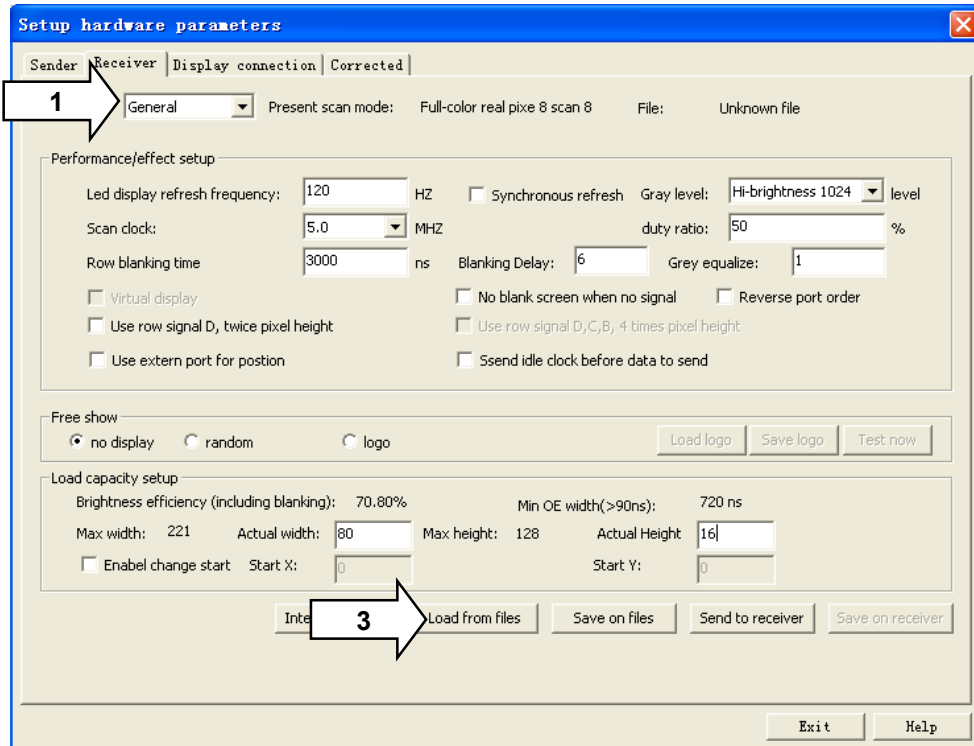 Setup hardware parameters
Sender Receiver Display connection Corrected
1 General Present scan mode: Full-color real pixe 8 scan 8 File: Unknown file
Performance/effect setup
Led display refresh frequency: 120 HZ Synchronous refresh Gray level: Hi-brightness 1024 level
Scan clock: 5.0 MHZ duty ratio: 50 %
Row blanking time 3000 ns Blanking Delay: 6 Grey equalize: 1
Virtual display No blank screen when no signal Reverse port order
Use row signal D, twice pixel height Use row signal D,C,B, 4 times pixel height
Use extern port for postion Ssend idle clock before data to send
Free show
no display random logo Load logo Save logo Test now
Load capacity setup
Brightness efficiency (including blanking): 70.80% Min OE width(>90ns): 720 ns
Max width: 221 Actual width: 80 Max height: 128 Actual Height 16
Enabel change start Start X: 0 Start Y: 0
3 Load from files Save on files Send to receiver Save on receiver
Exit Help